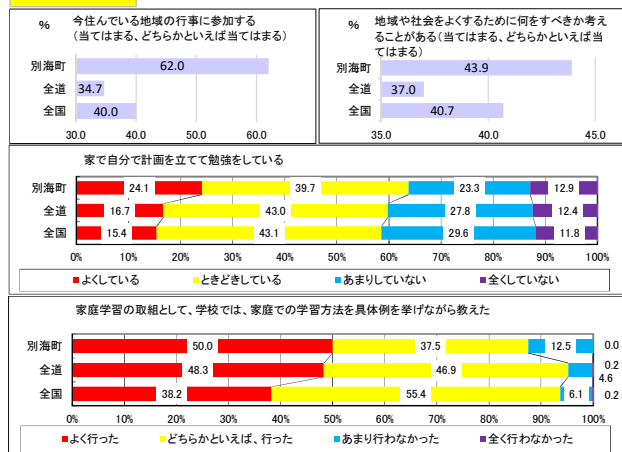 %
今住んでいる地域の行事に参加する
（当てはまる、どちらかといえば当てはまる）
別海町
62.0
全道
34.7
全国
40.0
30.0 40.0 50.0 60.0
%
地域や社会をよくするために何をすべきか考え
ることがある（当てはまる、どちらかといえば当
てはまる）
別海町
43.9
全道
37.0
全国
40.7
35.0 40.0 45.0
家で自分で計画を立てて勉強をしている
別海町 24.1 39.7 23.3 12.9
全道 16.7 43.0 27.8 12.4
全国 15.4 43.1 29.6 11.8
0% 10% 20% 30% 40% 50% 60% 70% 80% 90% 100%
■よくしている ■ときどきしている ■あまりしていない ■全くしていない
家庭学習の取組として、学校では、家庭での学習方法を具体例を挙げながら教えた
別海町 50.0 37.5 12.5 0.0
全道 48.3 46.9 4.6 0.2
全国 38.2 55.4 6.1 0.2
0% 10% 20% 30% 40% 50% 60% 70% 80% 90% 100%
■よく行った ■どちらかといえば、行った ■あまり行わなかった ■全く行わなかった